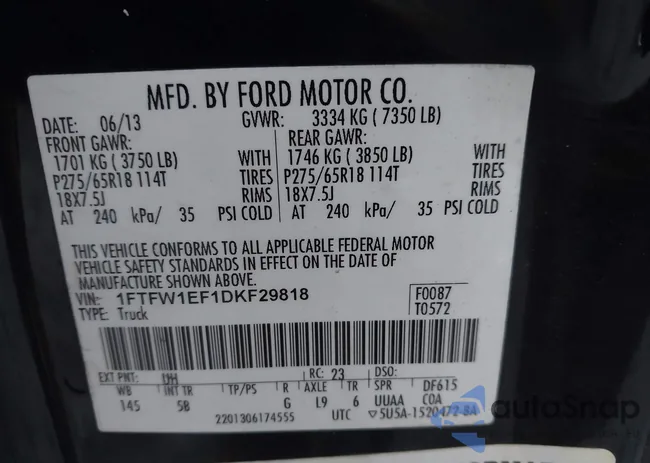 MFD. BY FORD MOTOR CO.
DATE: 06/13 GVWR: 3334 KG ( 7350 LB)
FRONT GAWR: REAR GAWR:
1701 KG ( 3750 LB) WITH 1746 KG ( 3850 LB) WITH
P275/65R18 114T TIRES P275/65R18 114T TIRES
18X7.5J RIMS 18X7.5J RIMS
AT 240 kPa/ 35 PSI COLD AT 240 kPa/ 35 PSI COLD
THIS VEHICLE CONFORMS TO ALL APPLICABLE FEDERAL MOTOR
VEHICLE SAFETY STANDARDS IN EFFECT ON THE DATE OF
MANUFACTURE SHOWN ABOVE.
VIN: 1FTFW1EF1DKF29818 F0087
TYPE: Truck T0572
EXT PNT: UH RC: 23 DSO:
WB INT TR TP/PS R AXLE TR SPR DF615
145 5B G L9 6 UUAA COA
2201306174555 UTC ▽5U5A-1520472-BA
autoSnap